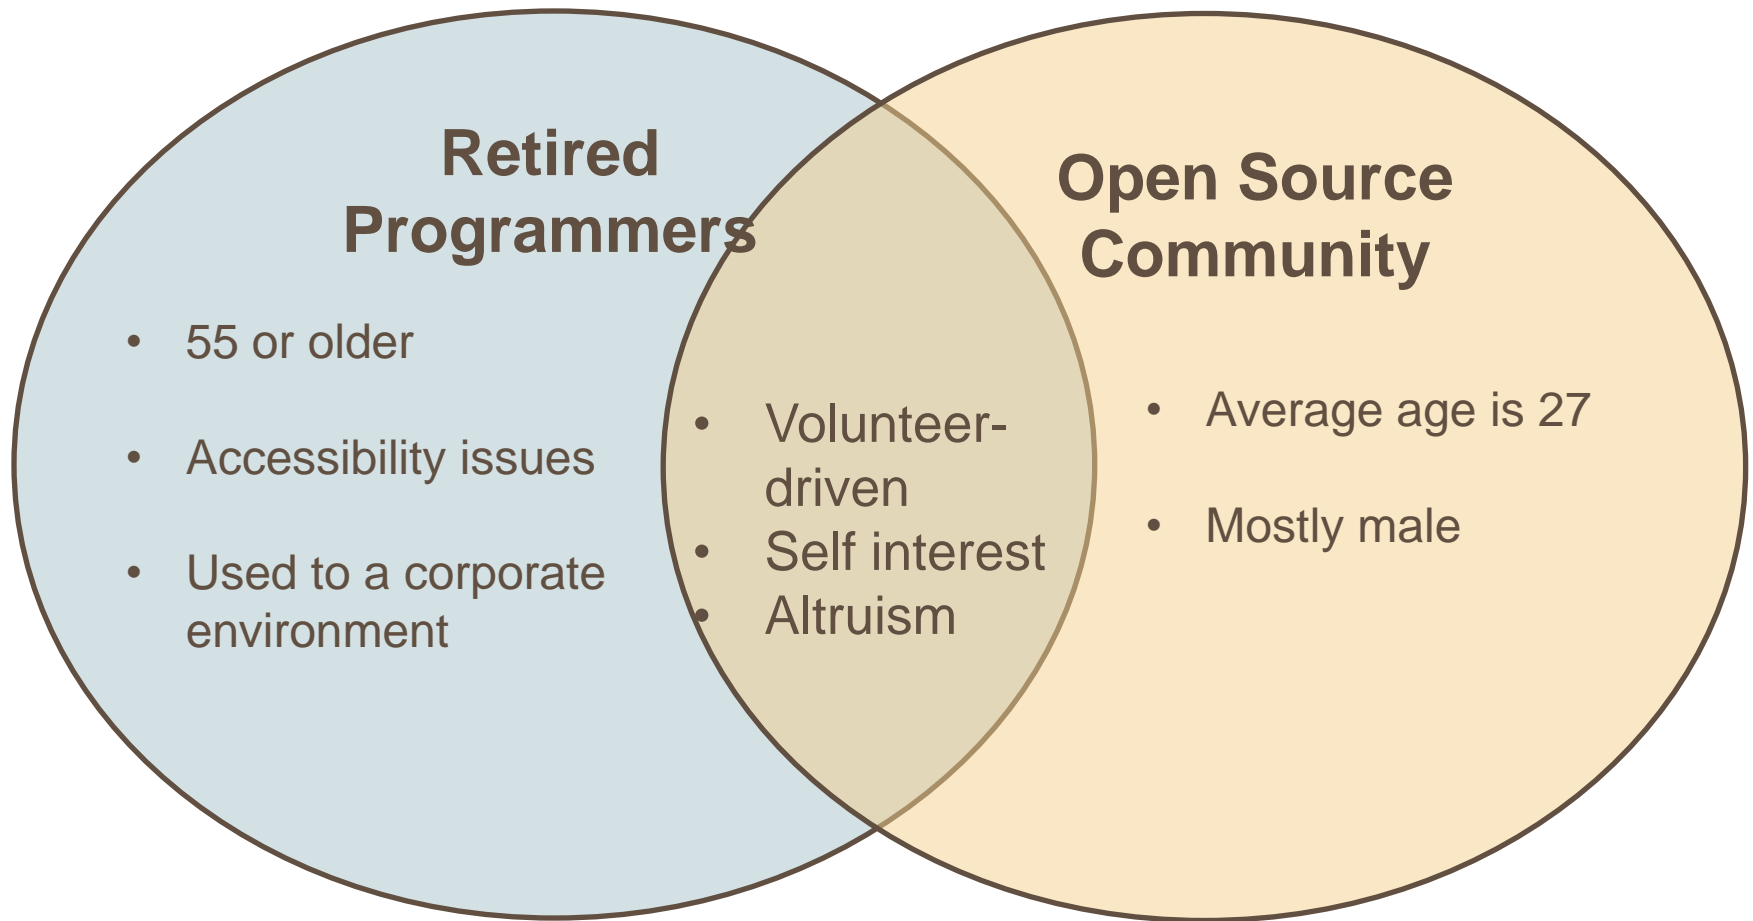 Retired
Programmers
• 55 or older
• Accessibility issues
• Used to a corporate
environment
• Volunteer-
driven
• Self interest
• Altruism
Open Source
Community
• Average age is 27
• Mostly male